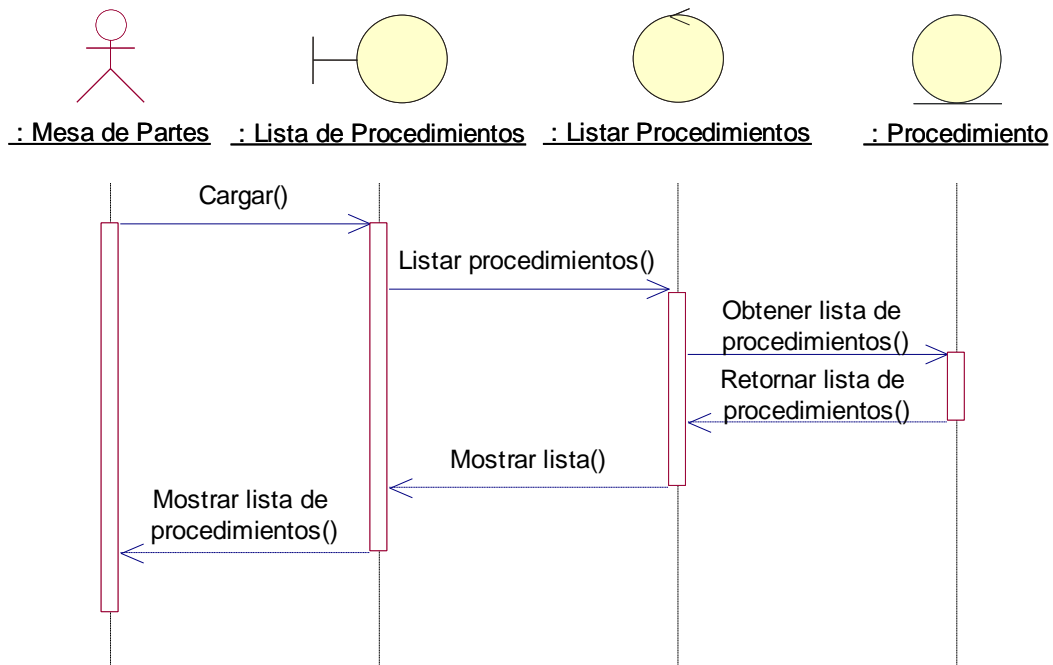 : Mesa de Partes
: Lista de Procedimientos
: Listar Procedimientos
: Procedimiento
Cargar()
Listar procedimientos()
Obtener lista de
procedimientos()
Retornar lista de
procedimientos()
Mostrar lista()
Mostrar lista de
procedimientos()